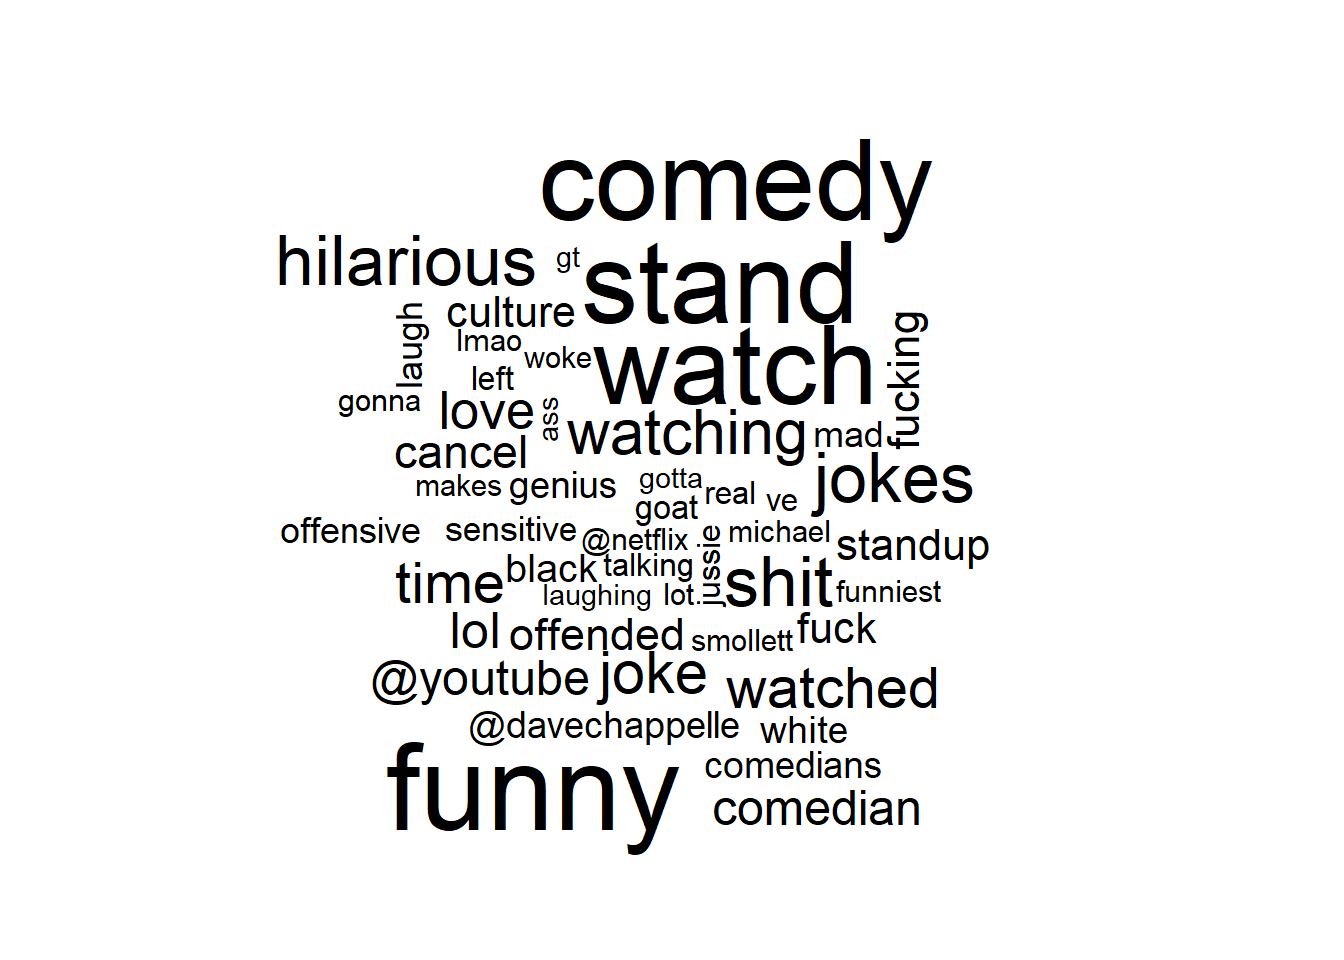 comedy
hilarious gt stand
laugh culture fucking
lmao woke watch
left
gonna love ass watching mad
cancel jokes
makes genius gotta real ve
goat
offensive sensitive @netflix jussie michael standup
time black talking shit
laughing lot funniest
lol offended smollett fuck
@youtube joke watched
@davechappelle white
funny comedians
comedian